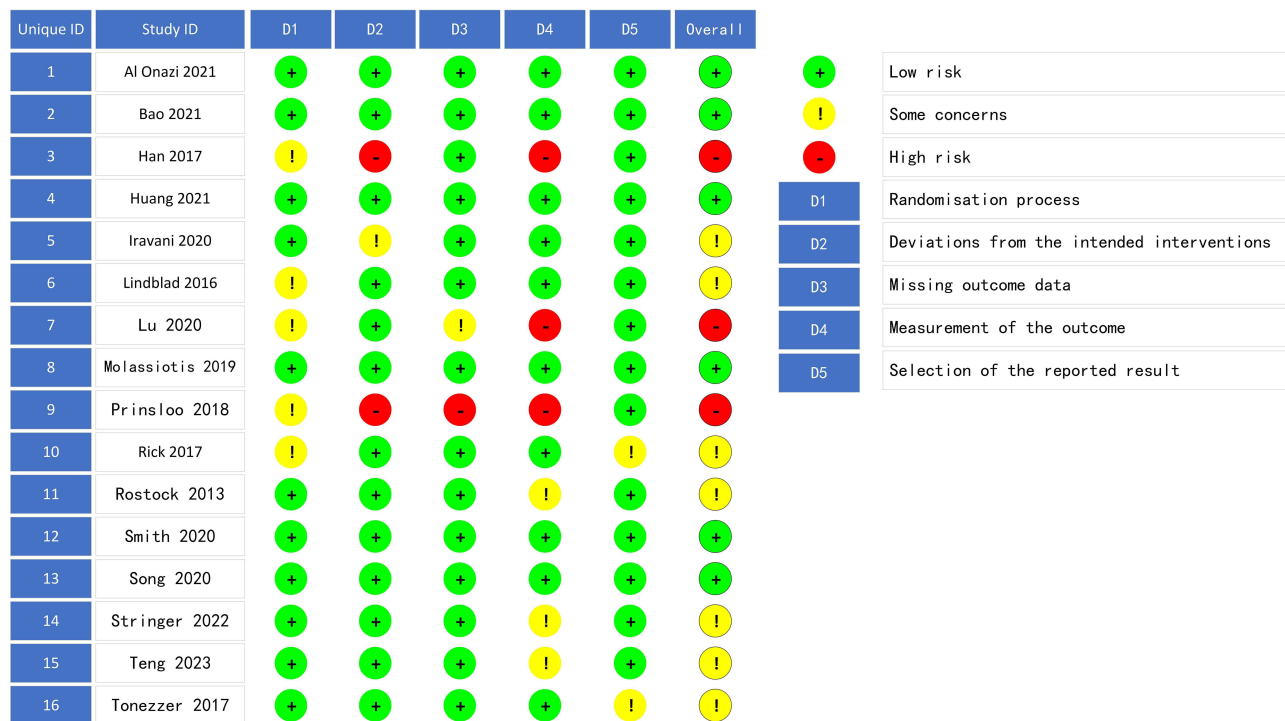 Unique ID Study ID D1 D2 D3 D4 D5 Overall
1 Al Onazi 2021 + + + + + + + Low risk
2 Bao 2021 + + + + + + ! Some concerns
3 Han 2017 ! - + - + - - High risk
4 Huang 2021 + + + + + + D1 Randomisation process
5 Iravani 2020 + ! + + + ! D2 Deviations from the intended interventions
6 Lindblad 2016 ! + + + + ! D3 Missing outcome data
7 Lu 2020 ! + ! - + - D4 Measurement of the outcome
8 Molassiotis 2019 + + + + + + D5 Selection of the reported result
9 Prinsloo 2018 ! - - - + -
10 Rick 2017 ! + + + ! !
11 Rostock 2013 + + + ! + !
12 Smith 2020 + + + + + +
13 Song 2020 + + + + + +
14 Stringer 2022 + + + ! + !
15 Teng 2023 + + + ! + !
16 Tonezzer 2017 + + + + ! !